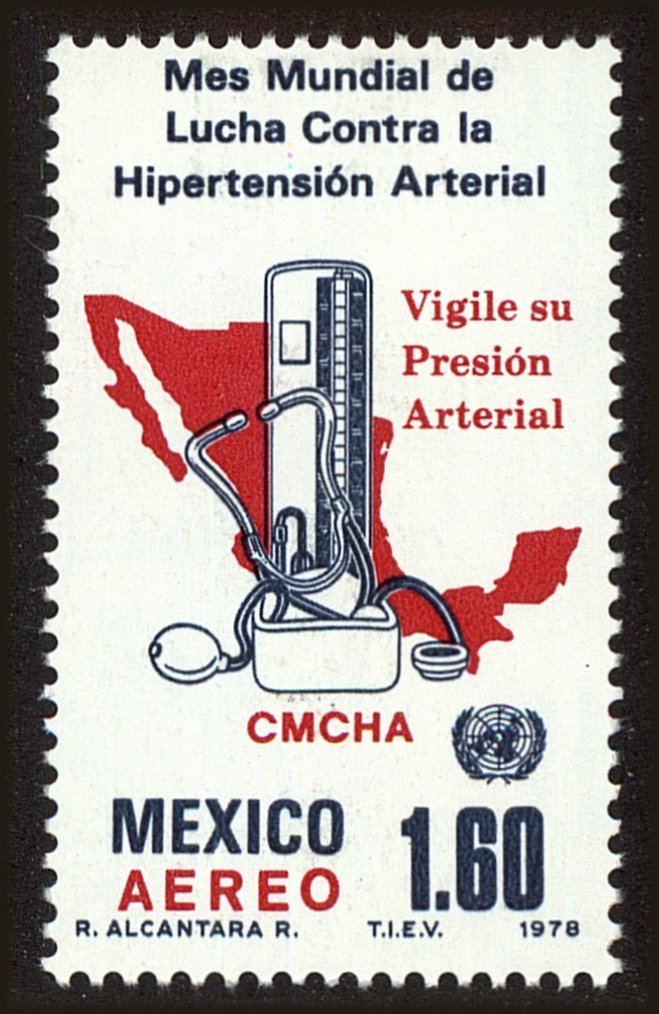 Mes Mundial de
Lucha Contra la
Hipertensión Arterial
Vigile su
Presión
Arterial
CMCHA
MEXICO
1.60
AEREO
R. ALCANTARA R. T.I.E.V. 1978